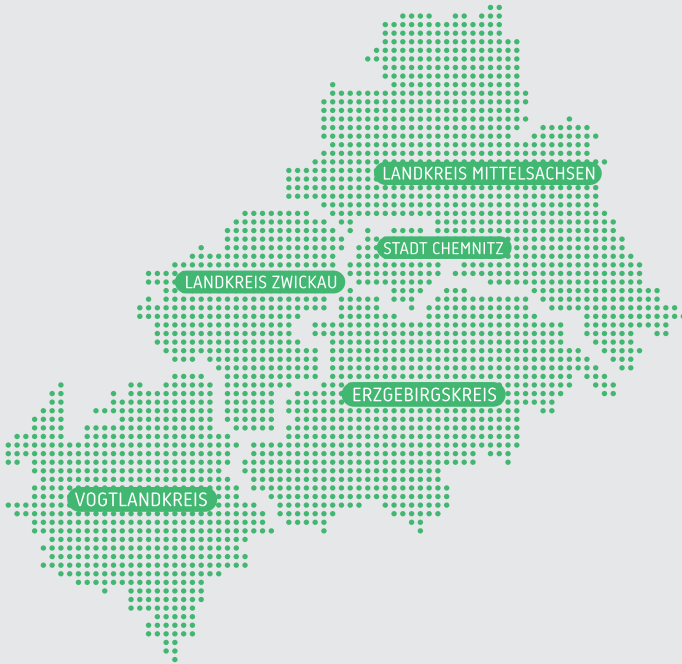 LANDKREIS MITTELSACHSEN
STADT CHEMNITZ
LANDKREIS ZWICKAU
ERZGEBIRGSKREIS
VOGTLANDKREIS